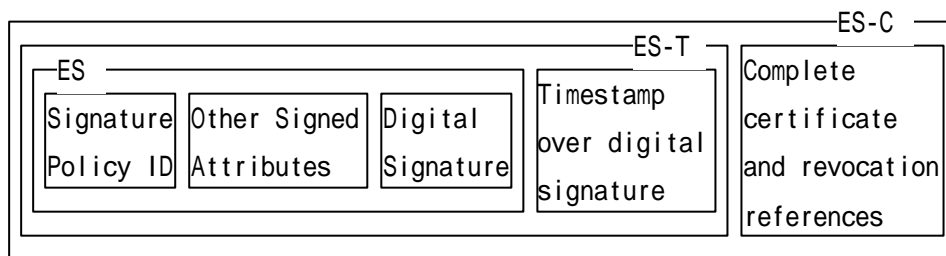 ES-C
ES-T
ES
Signature Policy ID
Other Signed Attributes
Digital Signature
Timestamp
over digital
signature
Complete
certificate
and revocation
references